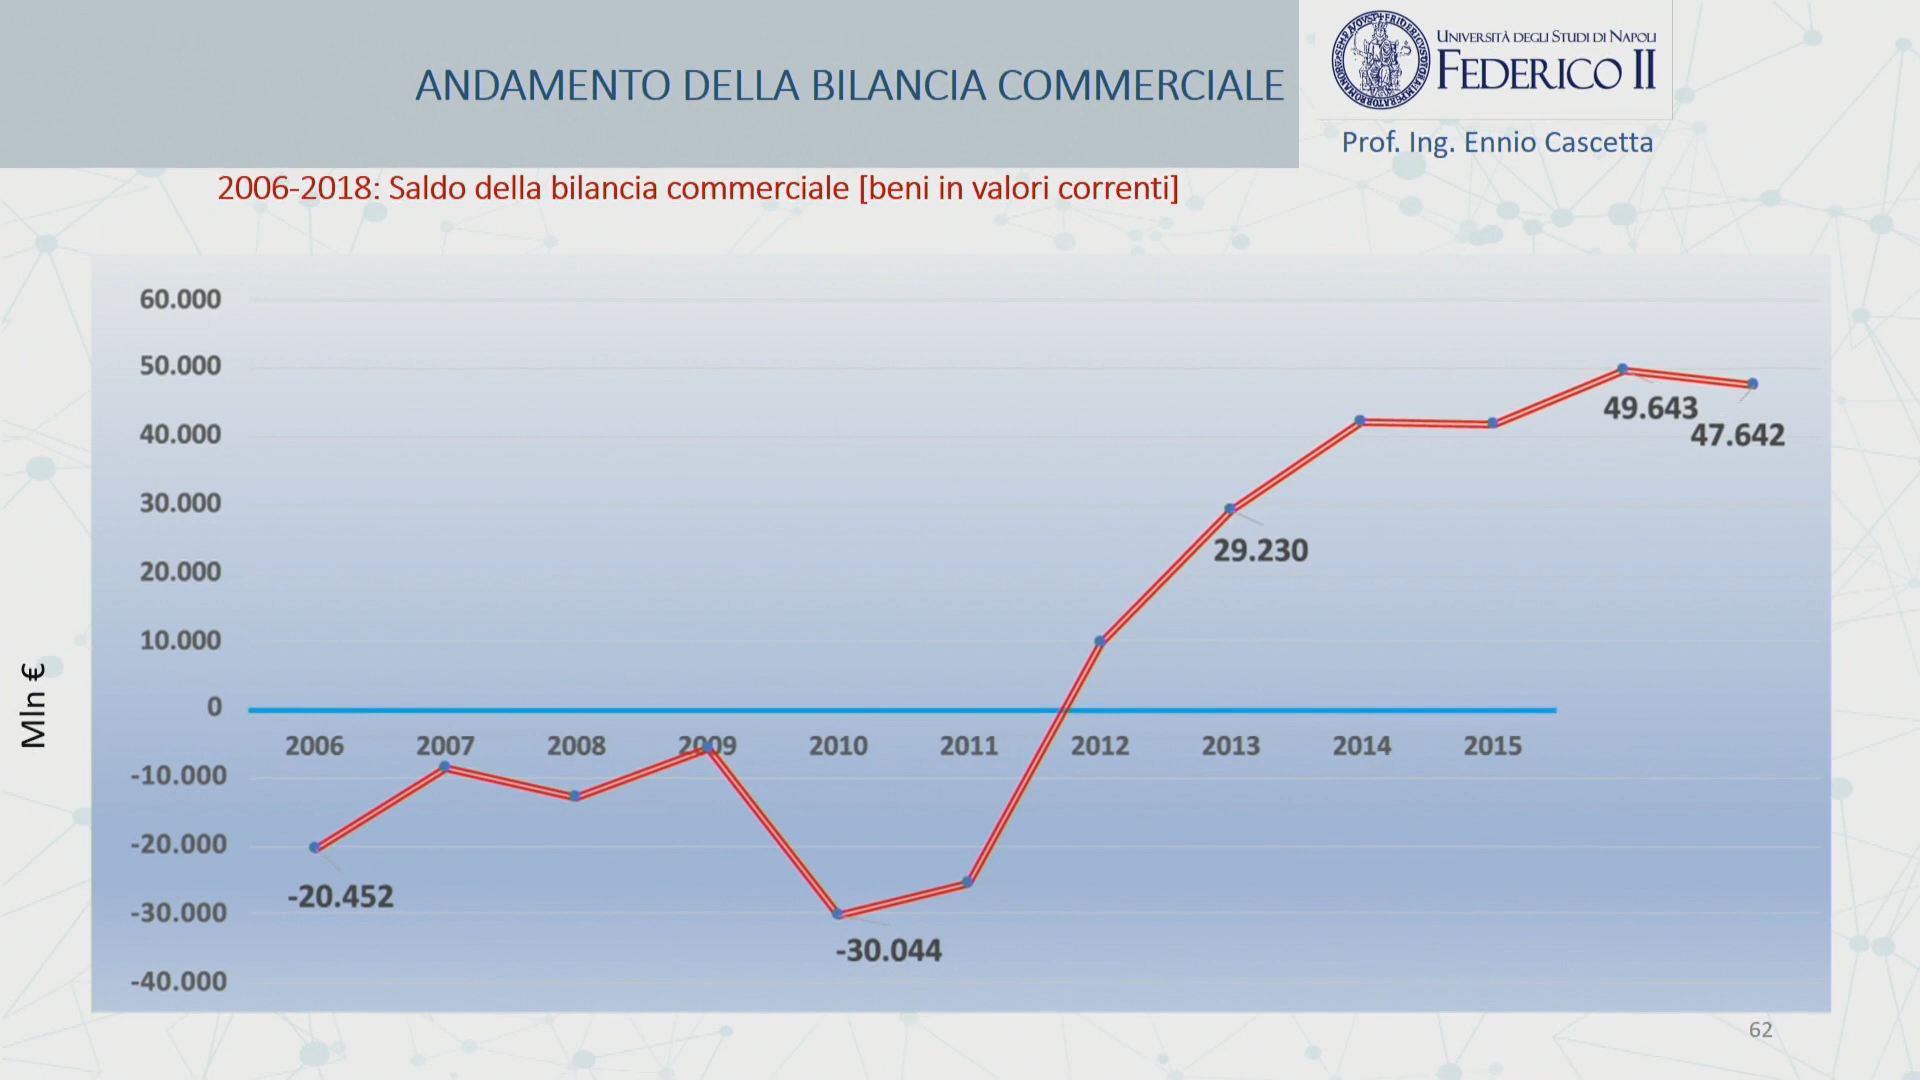 ANDAMENTO DELLA BILANCIA COMMERCIALE
UNIVERSITÀ DEGLI STUDI DI NAPOLI
FEDERICO II
Prof. Ing. Ennio Cascetta
2006-2018: Saldo della bilancia commerciale [beni in valori correnti]
60.000
50.000
40.000
30.000
20.000
10.000
0
-10.000
-20.000
-30.000
-40.000
Mln €
2006 2007 2008 2009 2010 2011 2012 2013 2014 2015
-20.452
-30.044
29.230
49.643
47.642
62